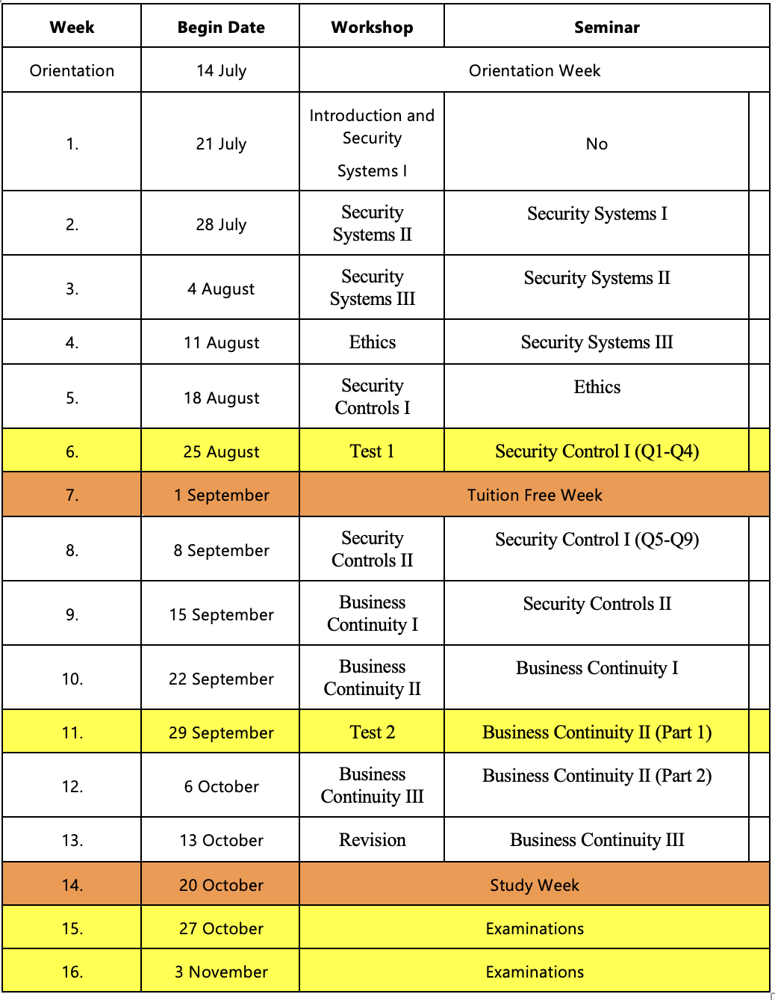 Week Begin Date Workshop Seminar
Orientation 14 July Orientation Week
Introduction and
Security
1. 21 July No
Systems I
Security
Systems II
2. 28 July Security Systems I
Security
Systems III
3. 4 August Security Systems II
4. 11 August Ethics Security Systems III
Security
Controls I
5. 18 August Ethics
6. 25 August Test 1 Security Control I (Q1-Q4)
7. 1 September Tuition Free Week
Security
Controls II
8. 8 September Security Control I (Q5-Q9)
Business
Continuity I
9. 15 September Security Controls II
Business
Continuity II
10. 22 September Business Continuity I
11. 29 September Test 2 Business Continuity II (Part 1)
Business
Continuity III
12. 6 October Business Continuity II (Part 2)
13. 13 October Revision Business Continuity III
14. 20 October Study Week
15. 27 October Examinations
16. 3 November Examinations